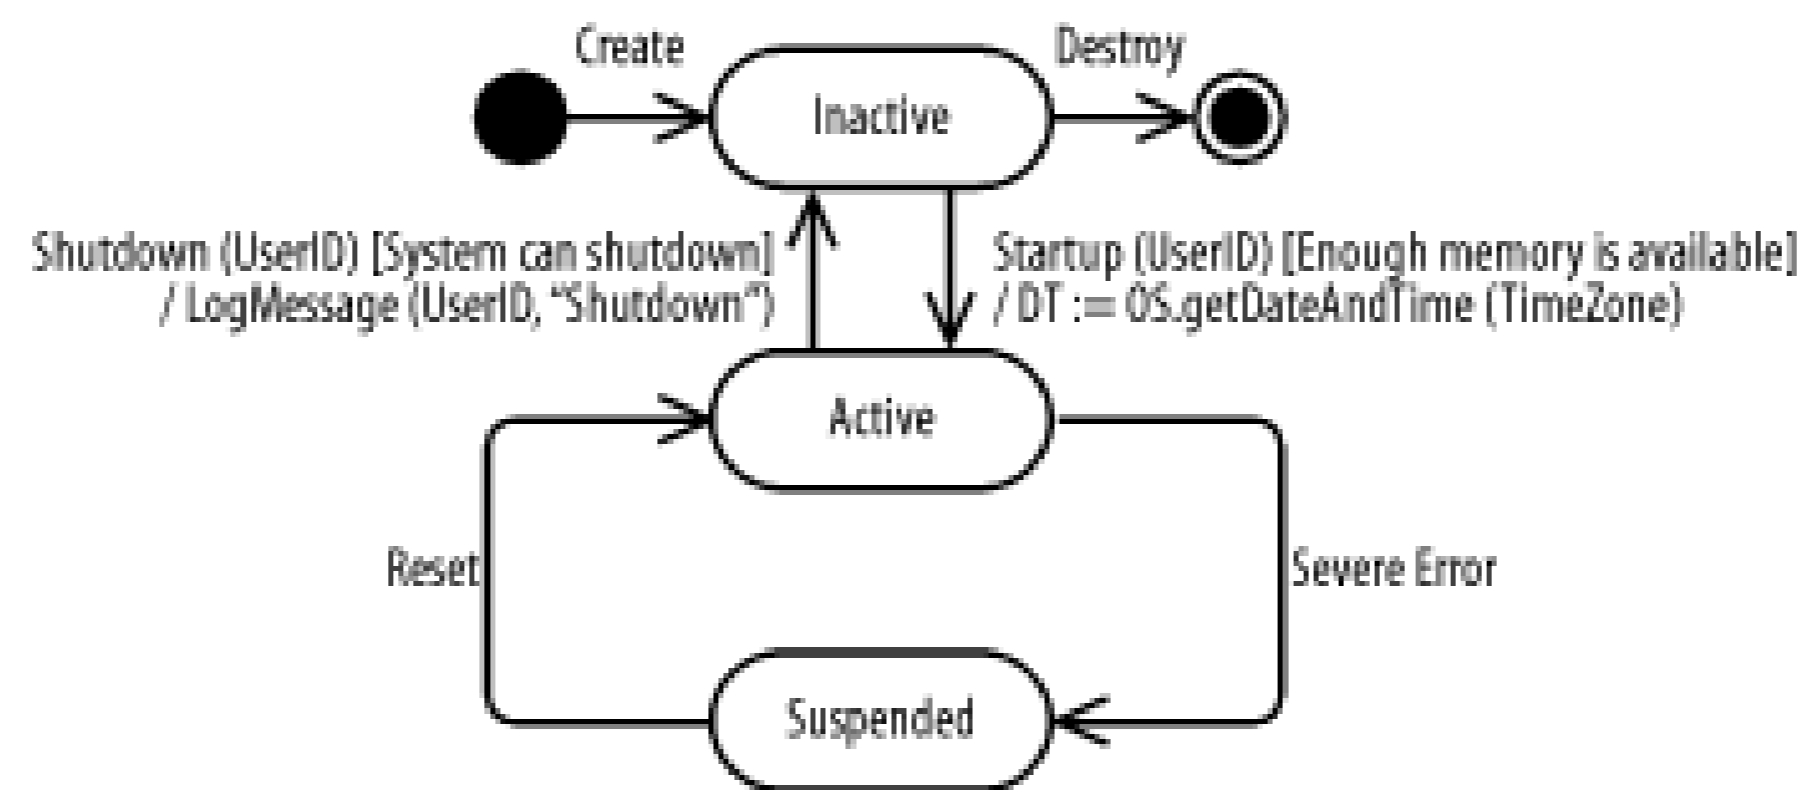 Create
Destroy
Inactive
Shutdown (UserID) [System can shutdown]
/ LogMessage (UserID, “Shutdown”)
Startup (UserID) [Enough memory is available]
/ DT := OS.getDateAndTime (TimeZone)
Active
Reset
Severe Error
Suspended